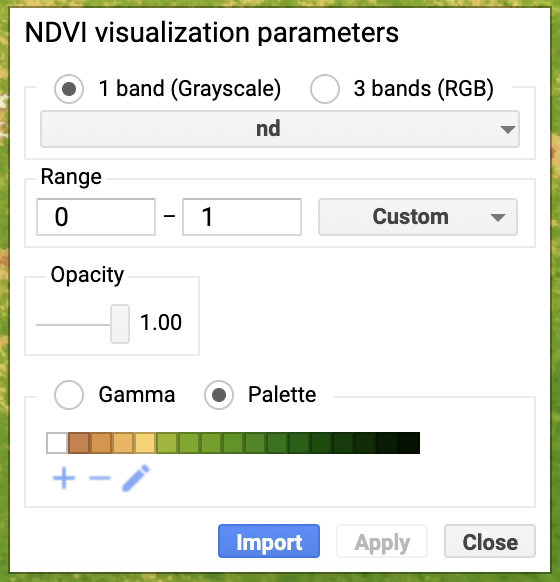 NDVI visualization parameters
1 band (Grayscale) 3 bands (RGB)
nd
Range
0 – 1 Custom
Opacity
1.00
Gamma Palette
Import Apply Close